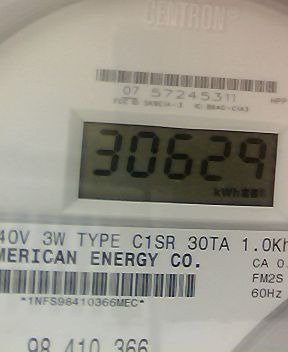 CENTRON®
07 57245311
30629
kWh
40V 3W TYPE C1SR 30TA 1.0Kh
MERICAN ENERGY CO.
CA 0.
FM2S
60Hz
*1NFS98410366MEC*
98 410 366